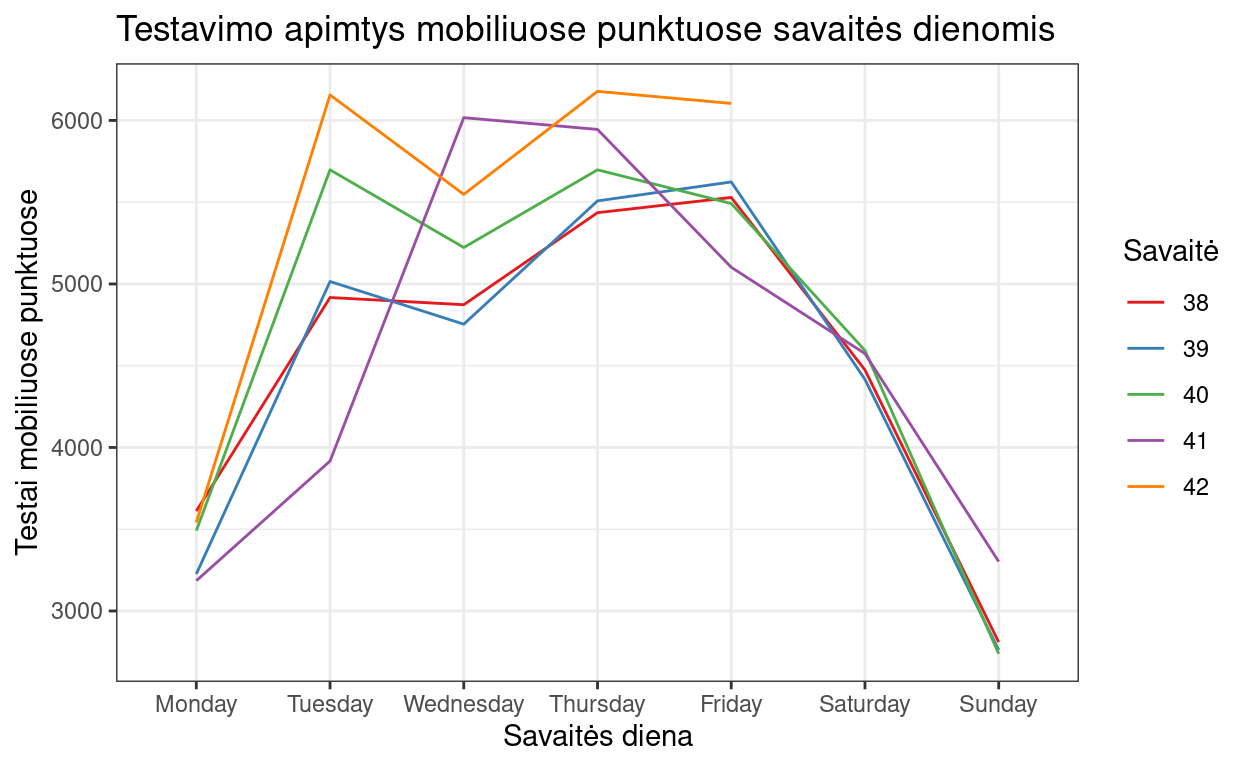 Testavimo apimtys mobiliuose punktuose savaitės dienomis
Testai mobiliuose punktuose
6000
5000
4000
3000
Monday Tuesday Wednesday Thursday Friday Saturday Sunday
Savaitės diena
Savaitė
38
39
40
41
42